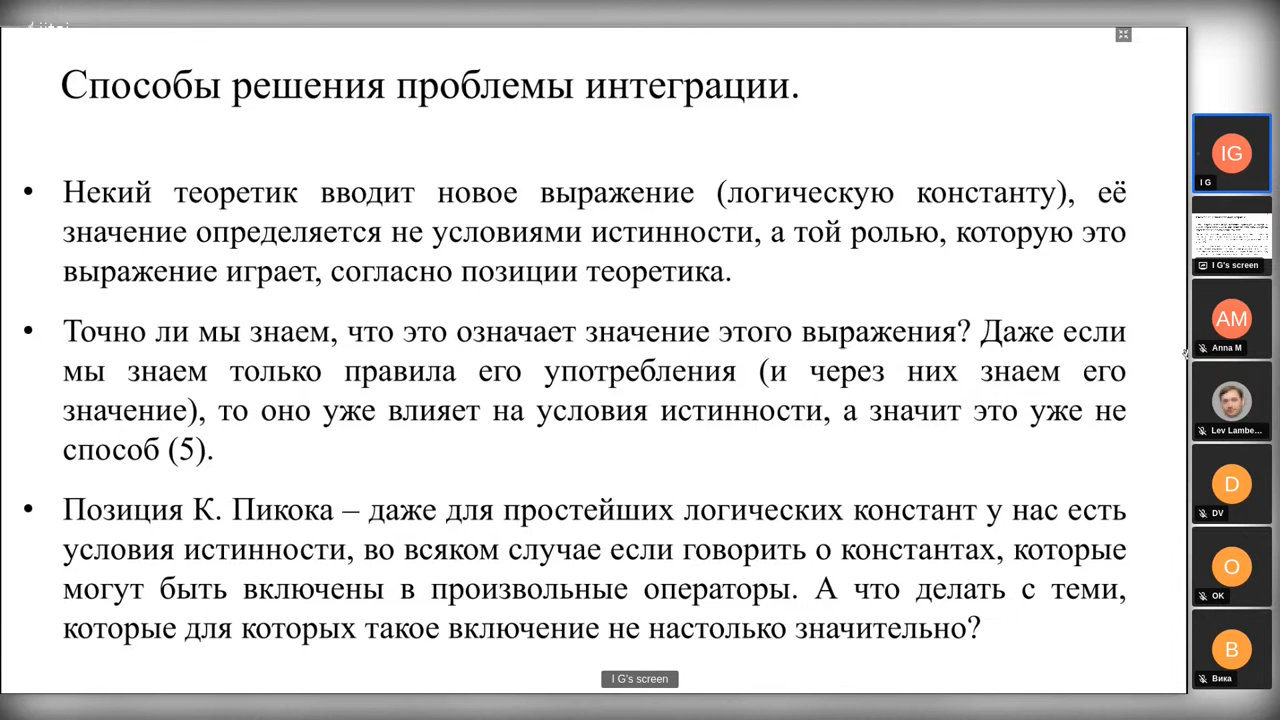 Способы решения проблемы интеграции.
• Некий теоретик вводит новое выражение (логическую константу), её
значение определяется не условиями истинности, а той ролью, которую это
выражение играет, согласно позиции теоретика.
• Точно ли мы знаем, что это означает значение этого выражения? Даже если
мы знаем только правила его употребления (и через них знаем его
значение), то оно уже влияет на условия истинности, а значит это уже не
способ (5).
• Позиция К. Пикока – даже для простейших логических констант у нас есть
условия истинности, во всяком случае если говорить о константах, которые
могут быть включены в произвольные операторы. А что делать с теми,
которые для которых такое включение не настолько значительно?
I G's screen
IG
I G
I G's screen
AM
Anna M
Lev Lambe...
D
DV
O
OK
В
Вика